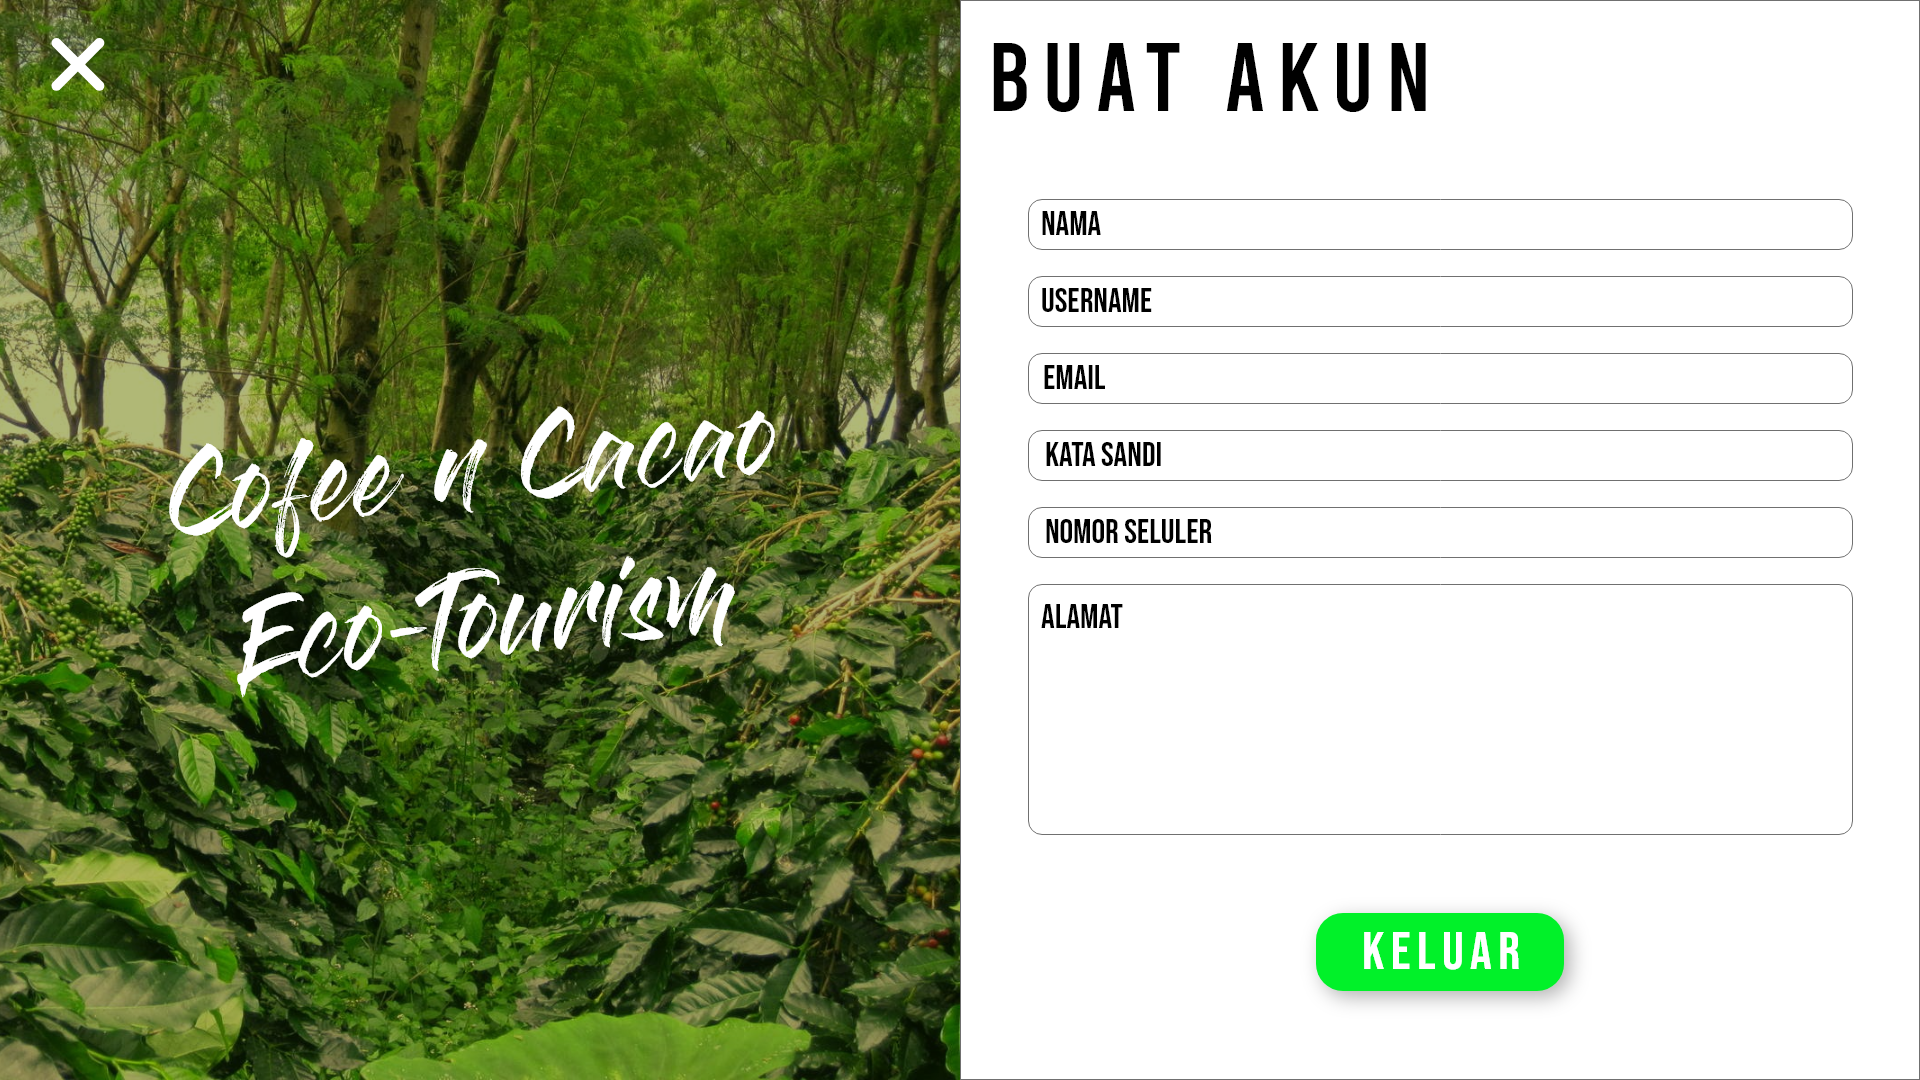 Cofee n Cacao
Eco-Tourism
BUAT AKUN
NAMA
USERNAME
EMAIL
KATA SANDI
NOMOR SELULER
ALAMAT
KELUAR